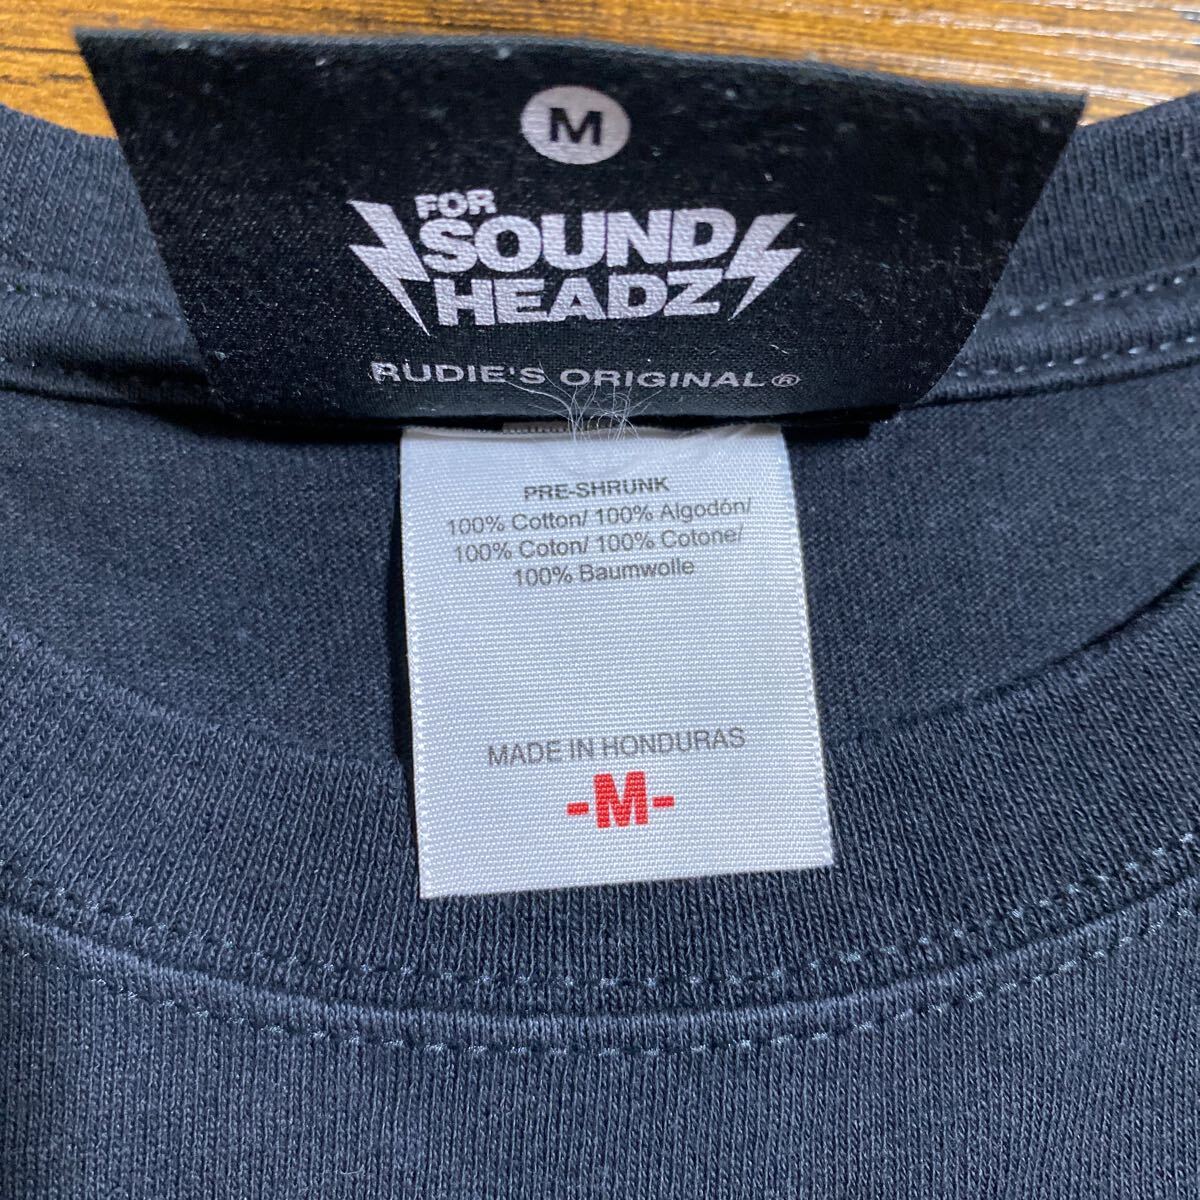 M
FOR
SOUND
HEADZ
RUDIE'S ORIGINAL®
PRE-SHRUNK
100% Cotton/ 100% Algodón/
100% Coton/ 100% Cotone/
100% Baumwolle
MADE IN HONDURAS
-M-